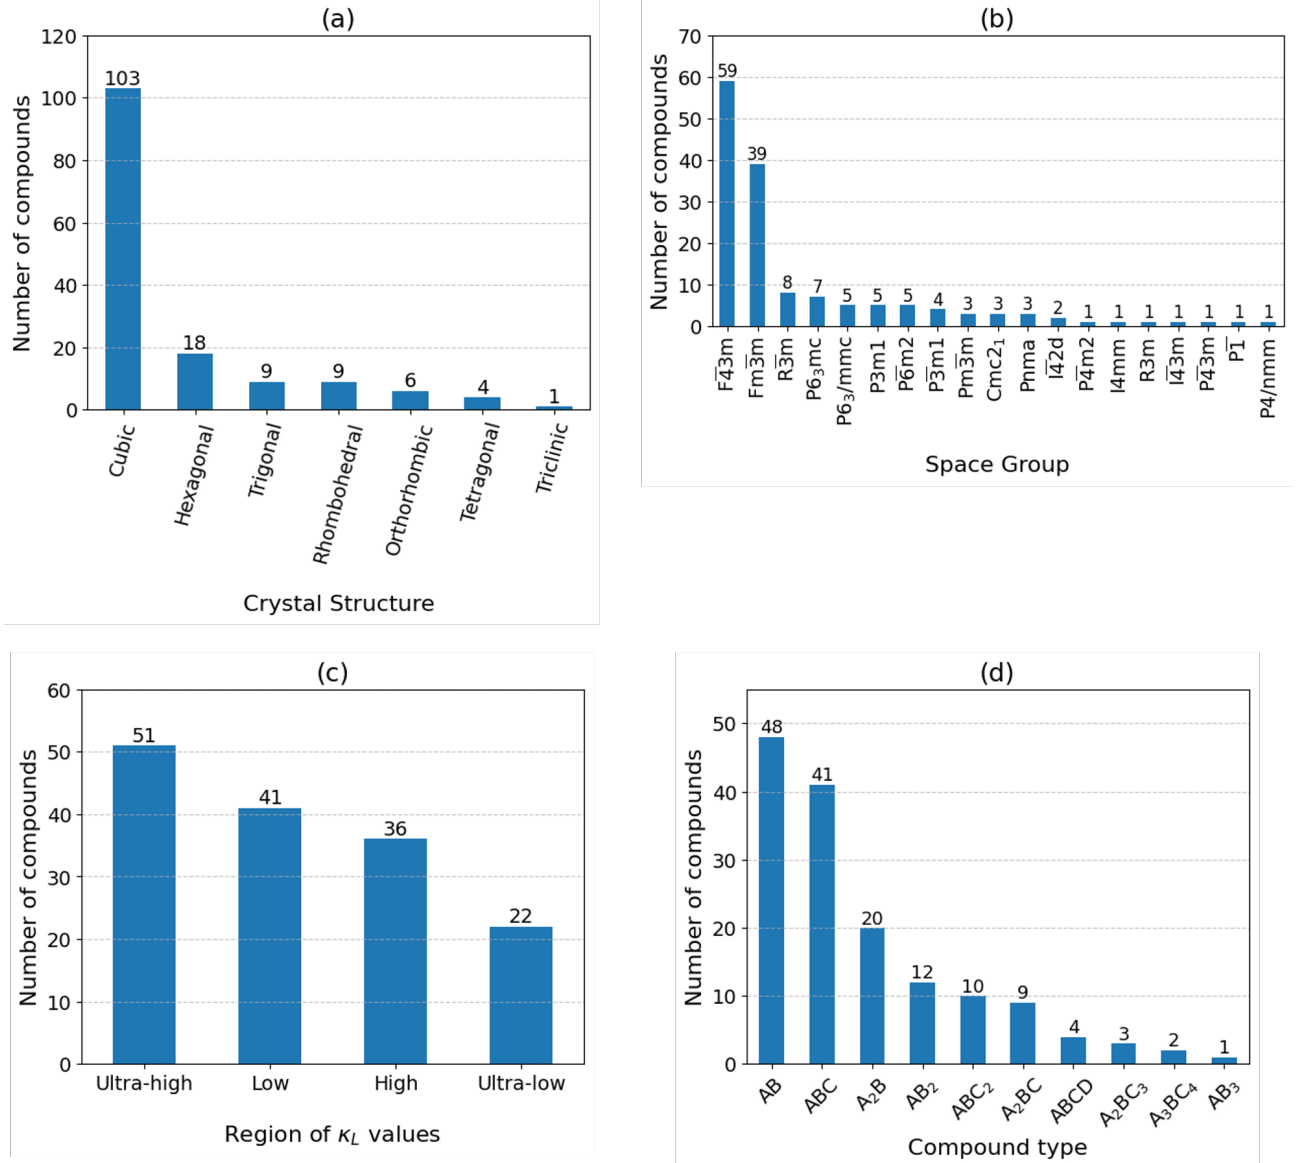 (a)
Number of compounds
120
100
80
60
40
20
0
103
18
9
9
6
4
1
Cubic
Hexagonal
Trigonal
Rhombohedral
Orthorhombic
Tetragonal
Triclinic
Crystal Structure
(b)
Number of compounds
70
60
50
40
30
20
10
0
59
39
8
7
5
5
5
4
3
3
3
2
1
1
1
1
1
1
1
F4̅3m
Fm3̅m
R3̅m
P6₃mc
P6₃/mmc
P3m1
P6̅m2
P3̅m1
Pm3̅m
Cmc2₁
Pnma
I4̅2d
P4̅m2
I4mm
R3m
I4̅3m
P4̅3m
P1̅
P4/nmm
Space Group
(c)
Number of compounds
60
50
40
30
20
10
0
51
41
36
22
Ultra-high
Low
High
Ultra-low
Region of κ_L values
(d)
Number of compounds
50
40
30
20
10
0
48
41
20
12
10
9
4
3
2
1
AB
ABC
A₂B
AB₂
ABC₂
A₂BC
ABCD
A₂BC₃
A₃BC₄
AB₃
Compound type